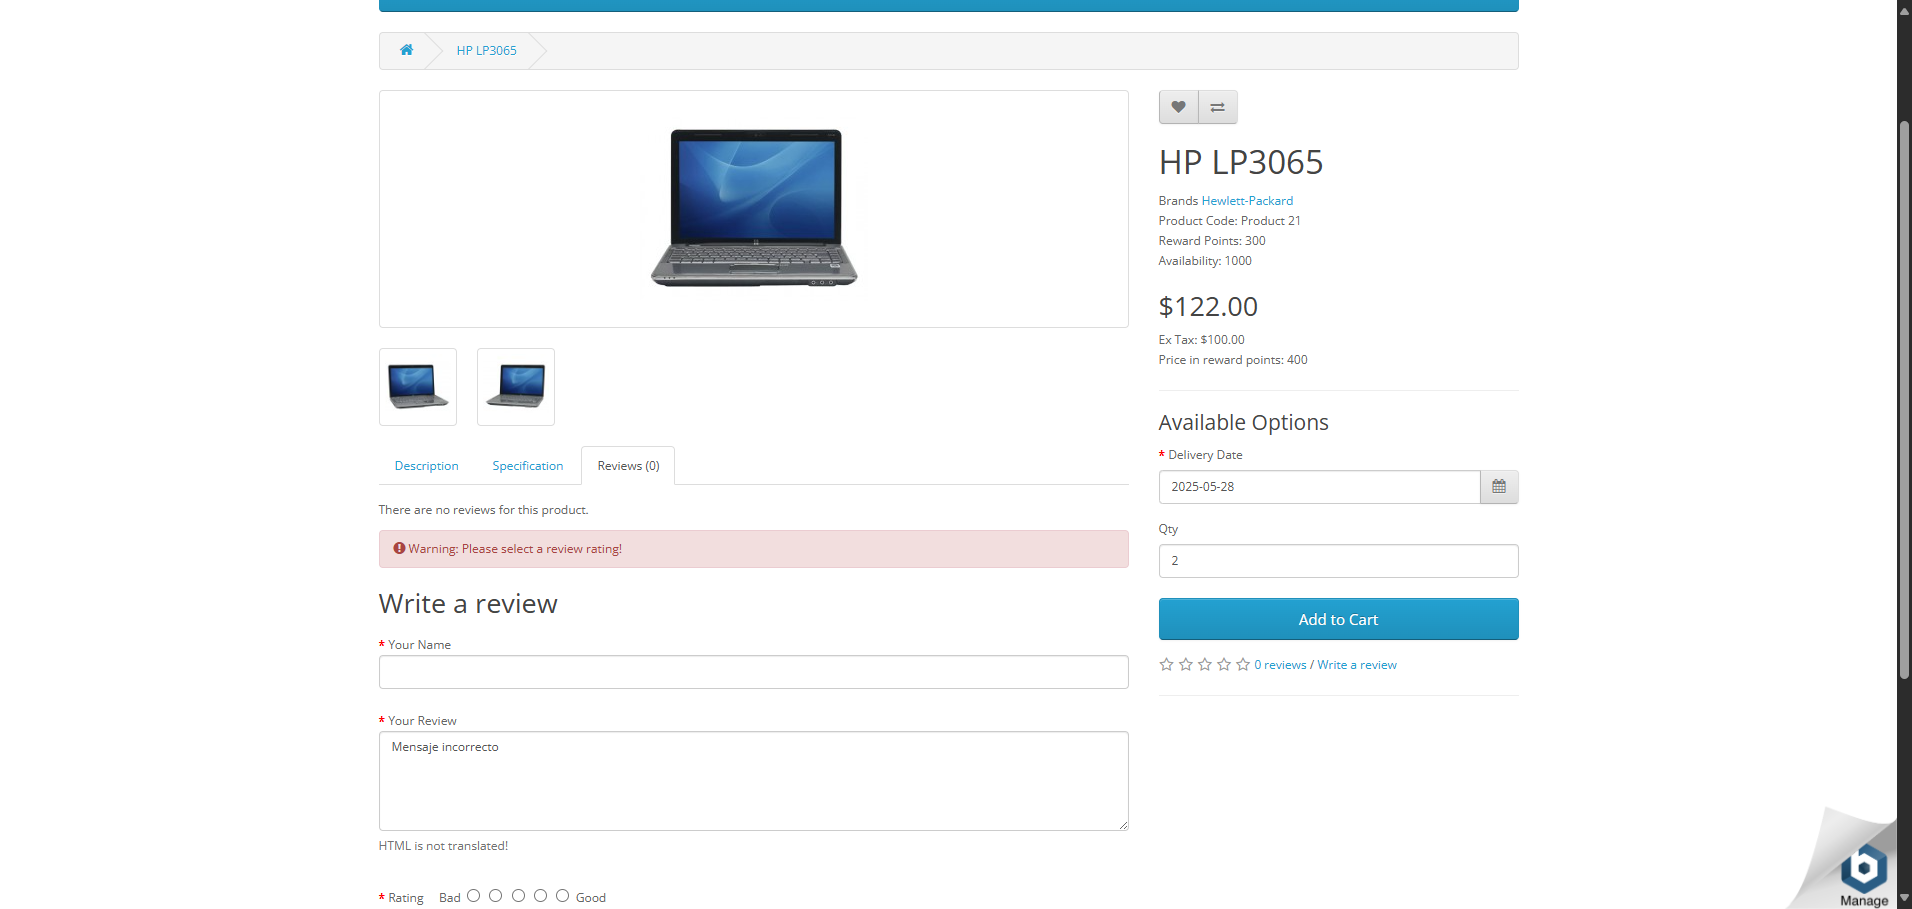 HP LP3065
HP LP3065
Brands Hewlett-Packard
Product Code: Product 21
Reward Points: 300
Availability: 1000
$122.00
Ex Tax: $100.00
Price in reward points: 400
Available Options
* Delivery Date
2025-05-28
Qty
2
Add to Cart
0 reviews / Write a review
Description
Specification
Reviews (0)
There are no reviews for this product.
Warning: Please select a review rating!
Write a review
* Your Name
* Your Review
Mensaje incorrecto
HTML is not translated!
* Rating Bad Good
Manage